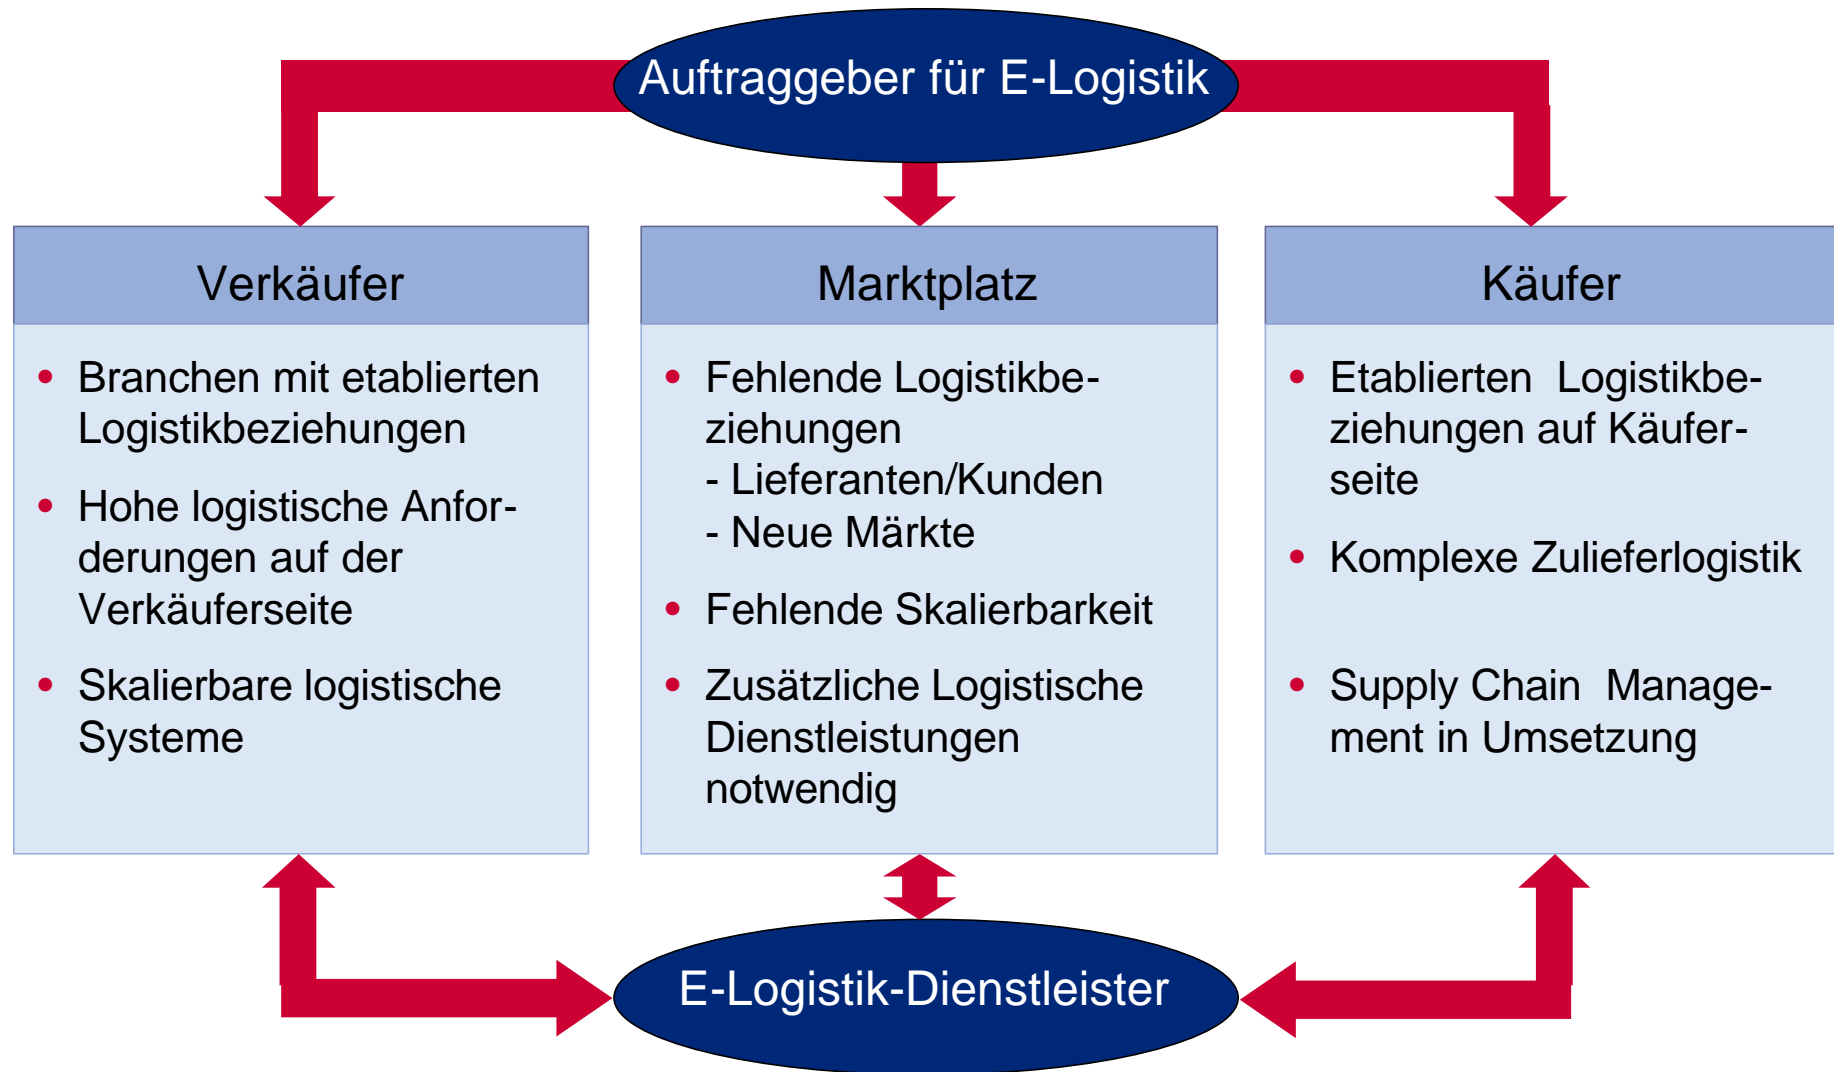 Auftraggeber für E-Logistik
Verkäufer
• Branchen mit etablierten
Logistikbeziehungen
• Hohe logistische Anfor-
derungen auf der
Verkäuferseite
• Skalierbare logistische
Systeme
Marktplatz
• Fehlende Logistikbe-
ziehungen
- Lieferanten/Kunden
- Neue Märkte
• Fehlende Skalierbarkeit
• Zusätzliche Logistische
Dienstleistungen
notwendig
Käufer
• Etablierten Logistikbe-
ziehungen auf Käufer-
seite
• Komplexe Zulieferlogistik
• Supply Chain Manage-
ment in Umsetzung
E-Logistik-Dienstleister